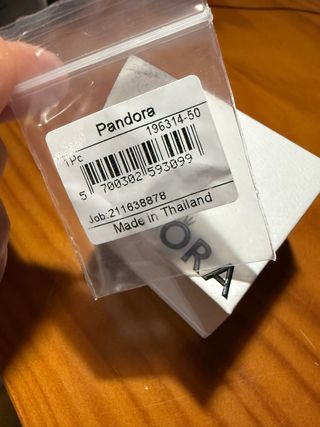 Pandora
196314-50
1Pc
5 700302 593099
Job:211638878
Made in Thailand
ORA